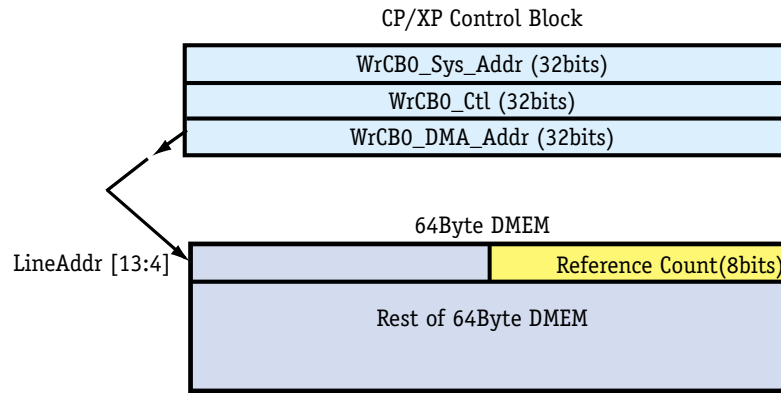 CP/XP Control Block
WrCB0_Sys_Addr (32bits)
WrCB0_Ctl (32bits)
WrCB0_DMA_Addr (32bits)
64Byte DMEM
LineAddr [13:4]
Reference Count(8bits)
Rest of 64Byte DMEM